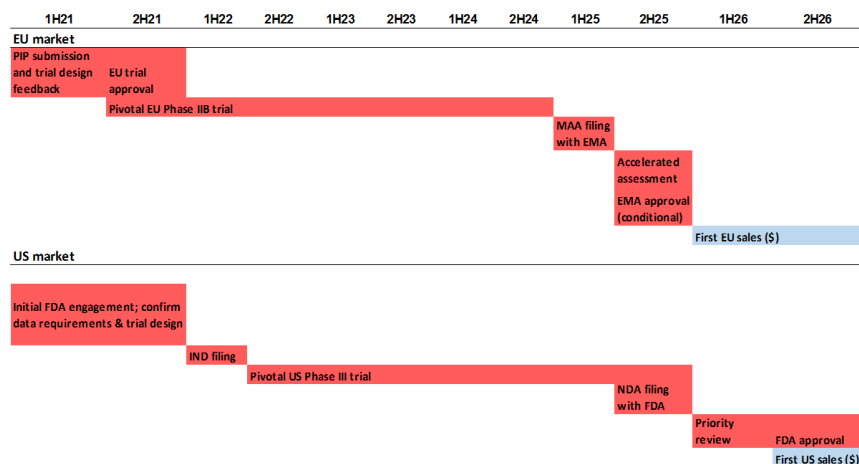 1H21 2H21 1H22 2H22 1H23 2H23 1H24 2H24 1H25 2H25 1H26 2H26
EU market
PIP submission
and trial design
feedback
EU trial
approval
Pivotal EU Phase IIB trial
MAA filing
with EMA
Accelerated
assessment
EMA approval
(conditional)
First EU sales ($)
US market
Initial FDA engagement; confirm
data requirements & trial design
IND filing
Pivotal US Phase III trial
NDA filing
with FDA
Priority
review
FDA approval
First US sales ($)